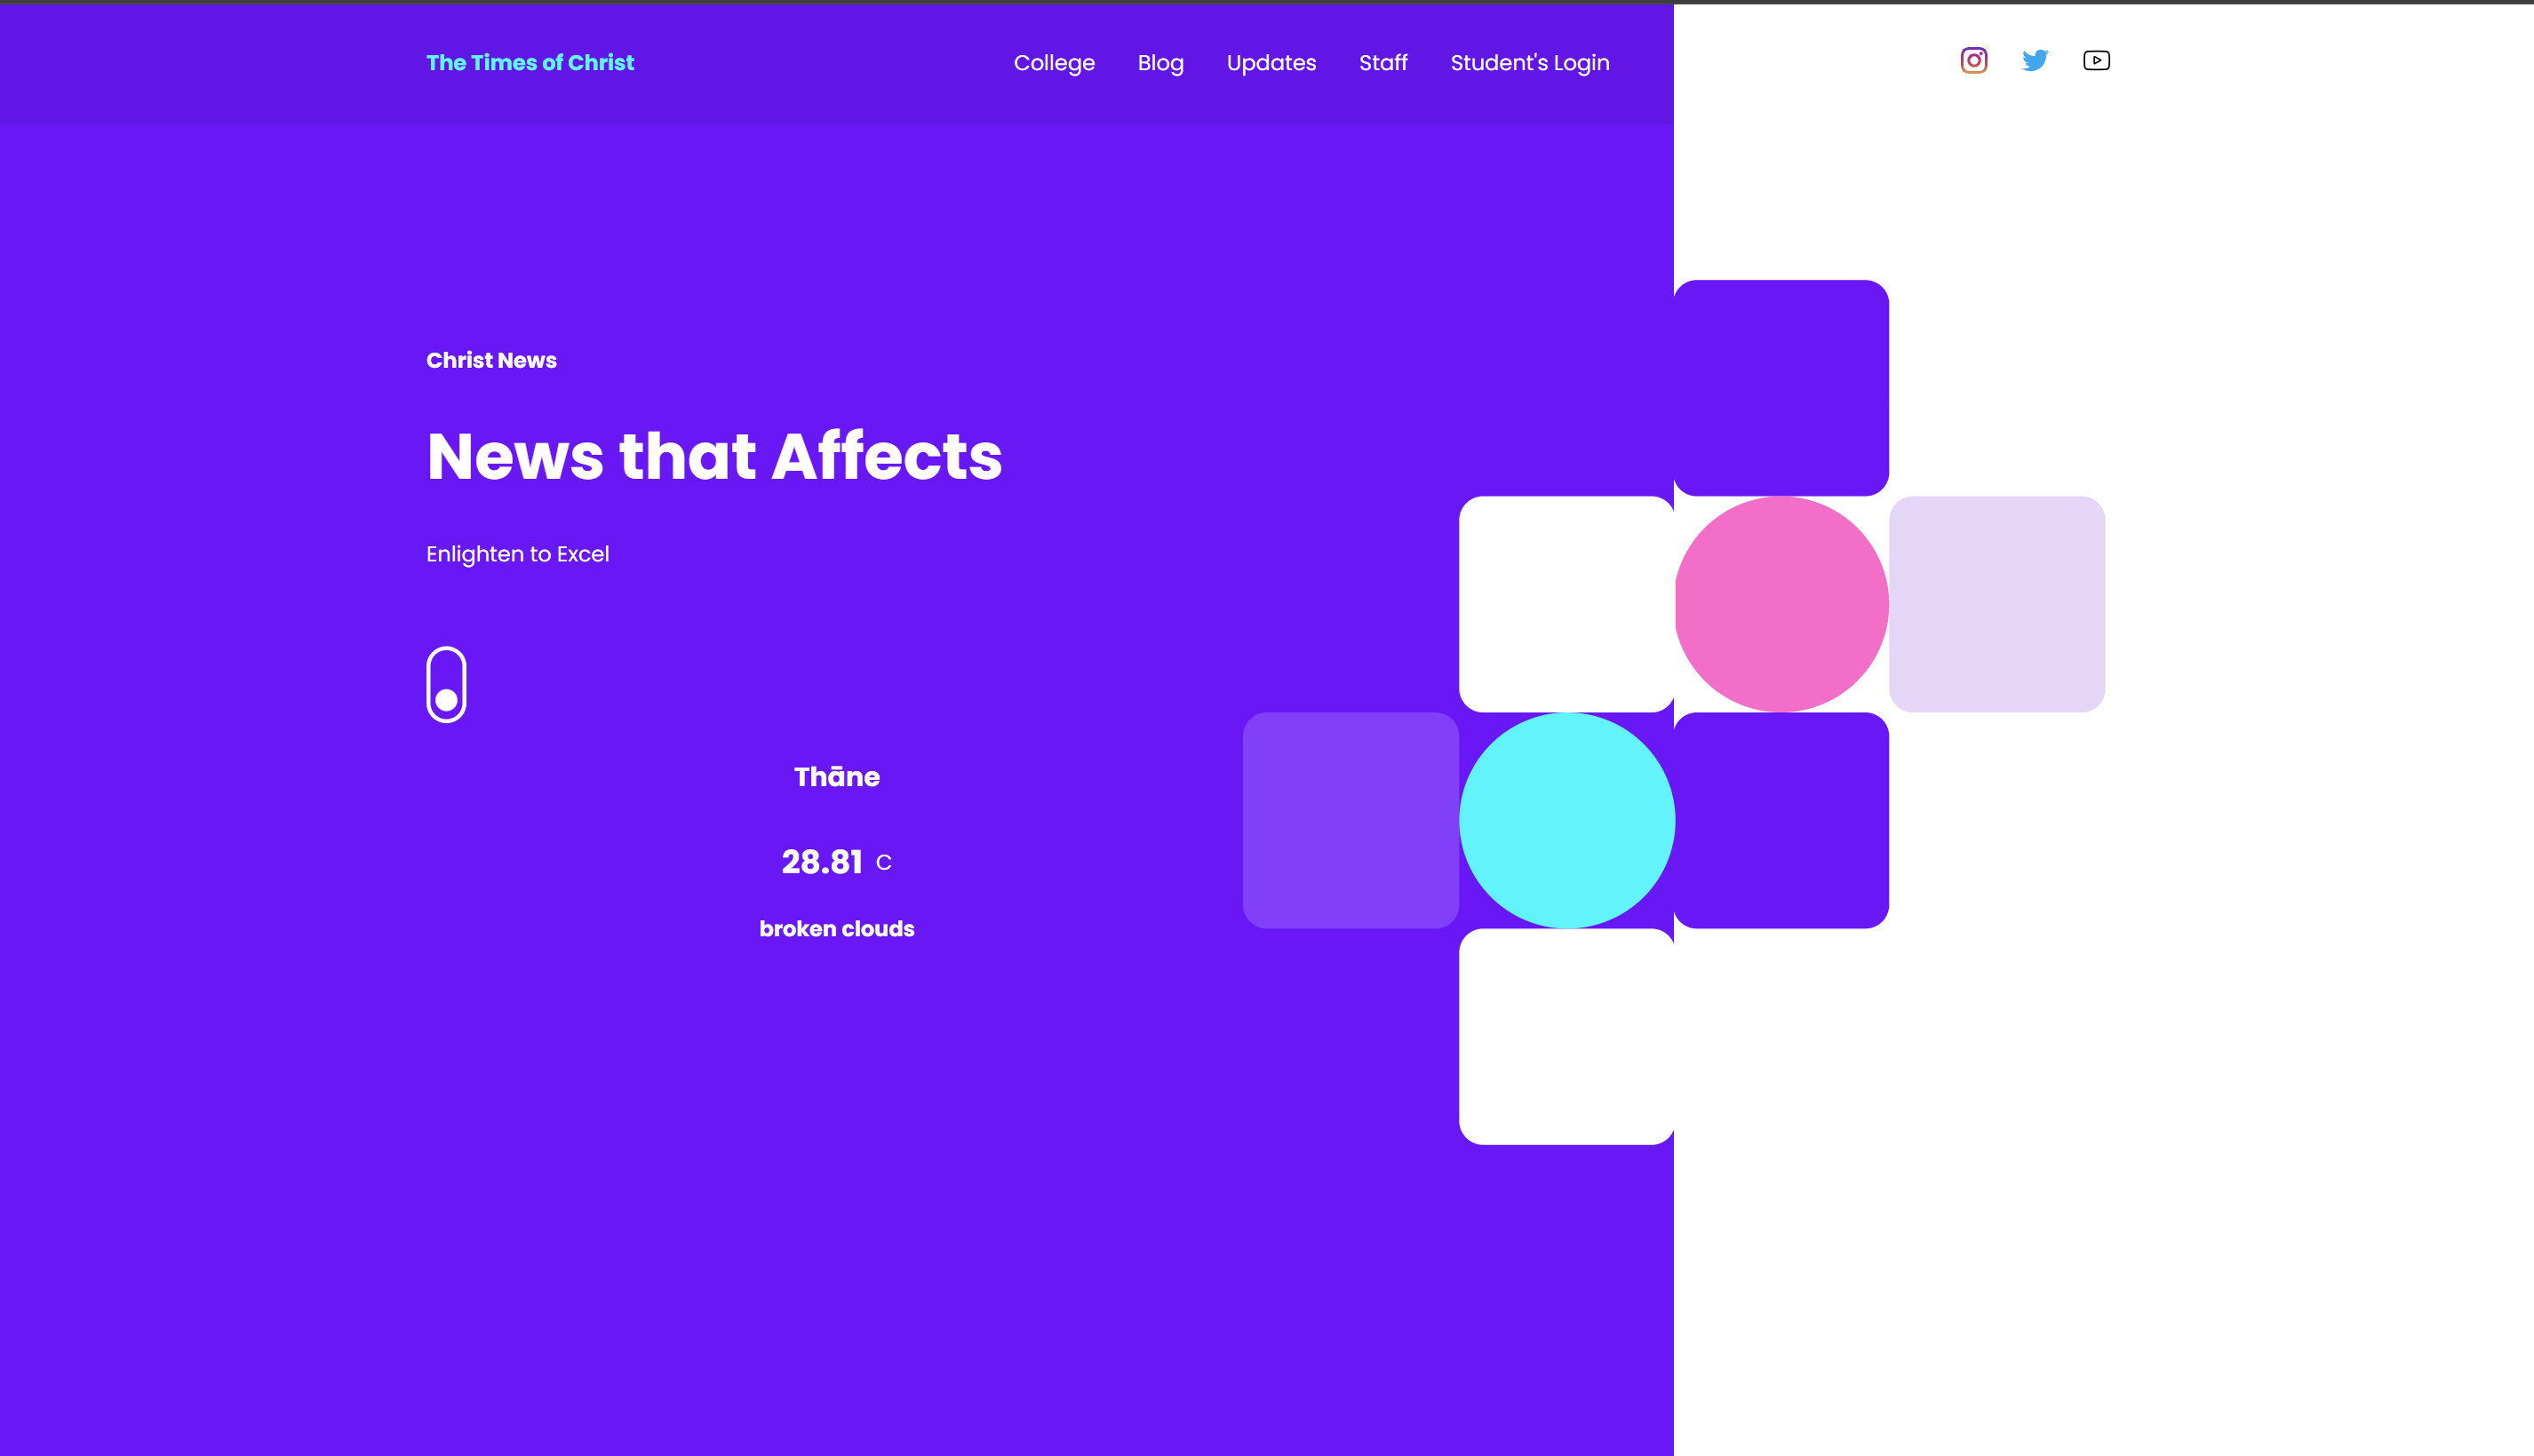 The Times of Christ
College Blog Updates Staff Student's Login
Christ News
News that Affects
Enlighten to Excel
Thāne
28.81 C
broken clouds